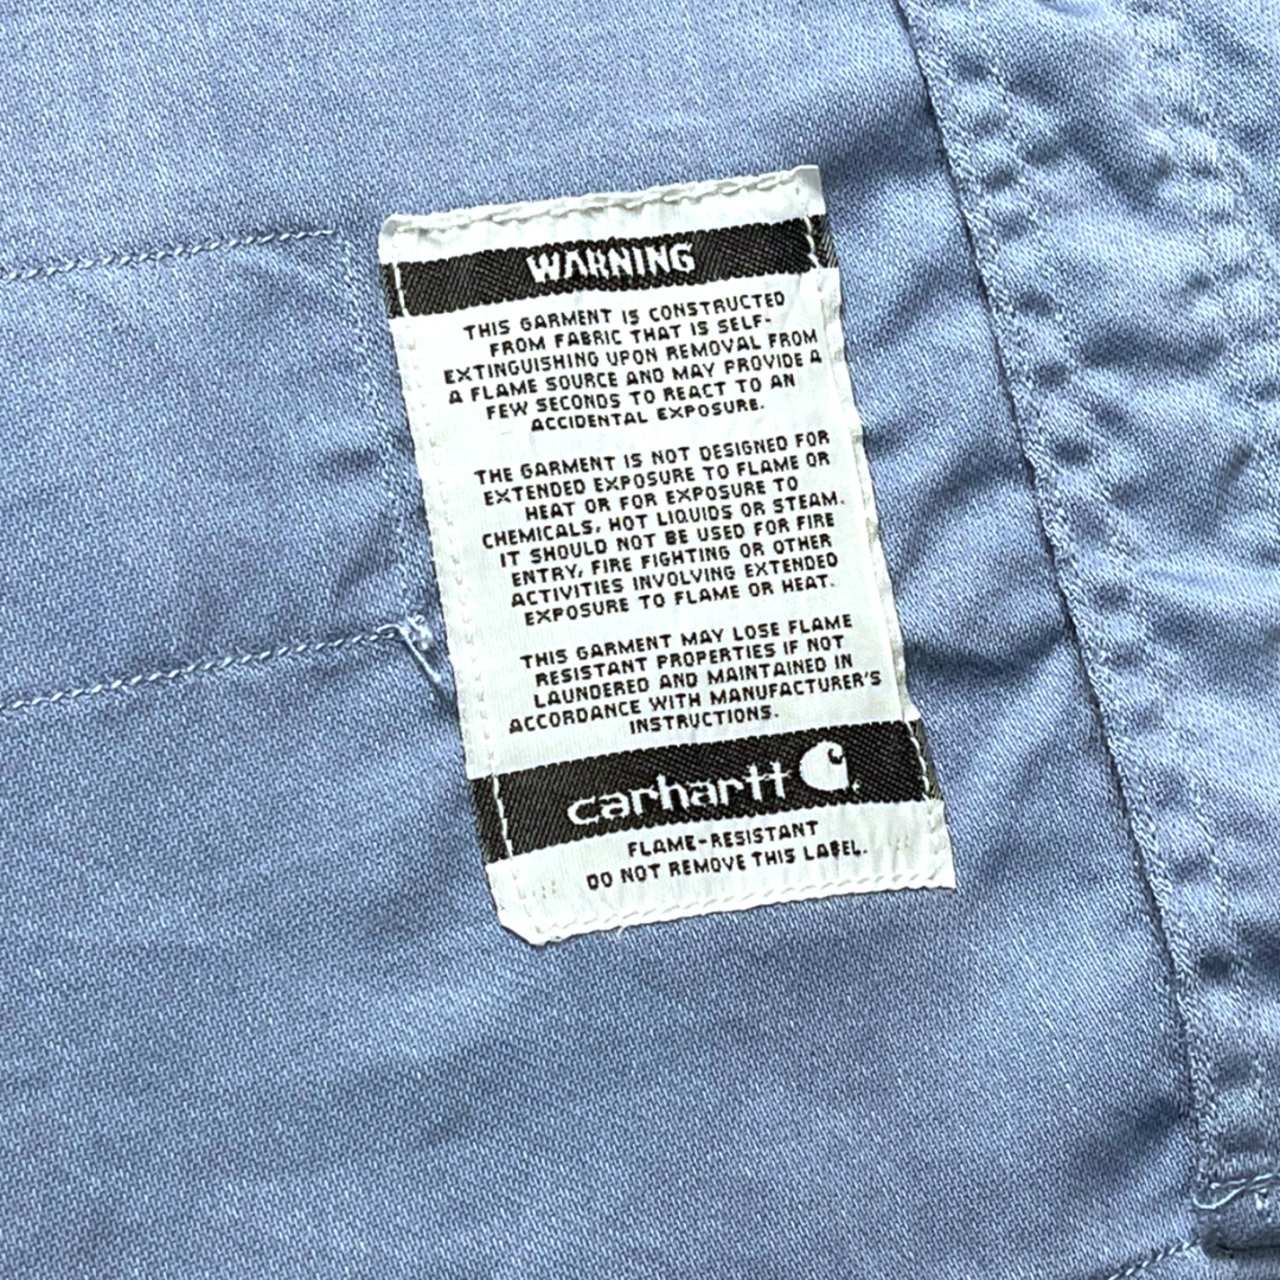 WARNING
THIS GARMENT IS CONSTRUCTED
FROM FABRIC THAT IS SELF-
EXTINGUISHING UPON REMOVAL FROM
A FLAME SOURCE AND MAY PROVIDE A
FEW SECONDS TO REACT TO AN
ACCIDENTAL EXPOSURE.
THE GARMENT IS NOT DESIGNED FOR
EXTENDED EXPOSURE TO FLAME OR
HEAT OR FOR EXPOSURE TO
CHEMICALS, HOT LIQUIDS OR STEAM.
IT SHOULD NOT BE USED FOR FIRE
ENTRY, FIRE FIGHTING OR OTHER
ACTIVITIES INVOLVING EXTENDED
EXPOSURE TO FLAME OR HEAT.
THIS GARMENT MAY LOSE FLAME
RESISTANT PROPERTIES IF NOT
LAUNDERED AND MAINTAINED IN
ACCORDANCE WITH MANUFACTURER'S
INSTRUCTIONS.
carhartt
FLAME-RESISTANT
DO NOT REMOVE THIS LABEL.